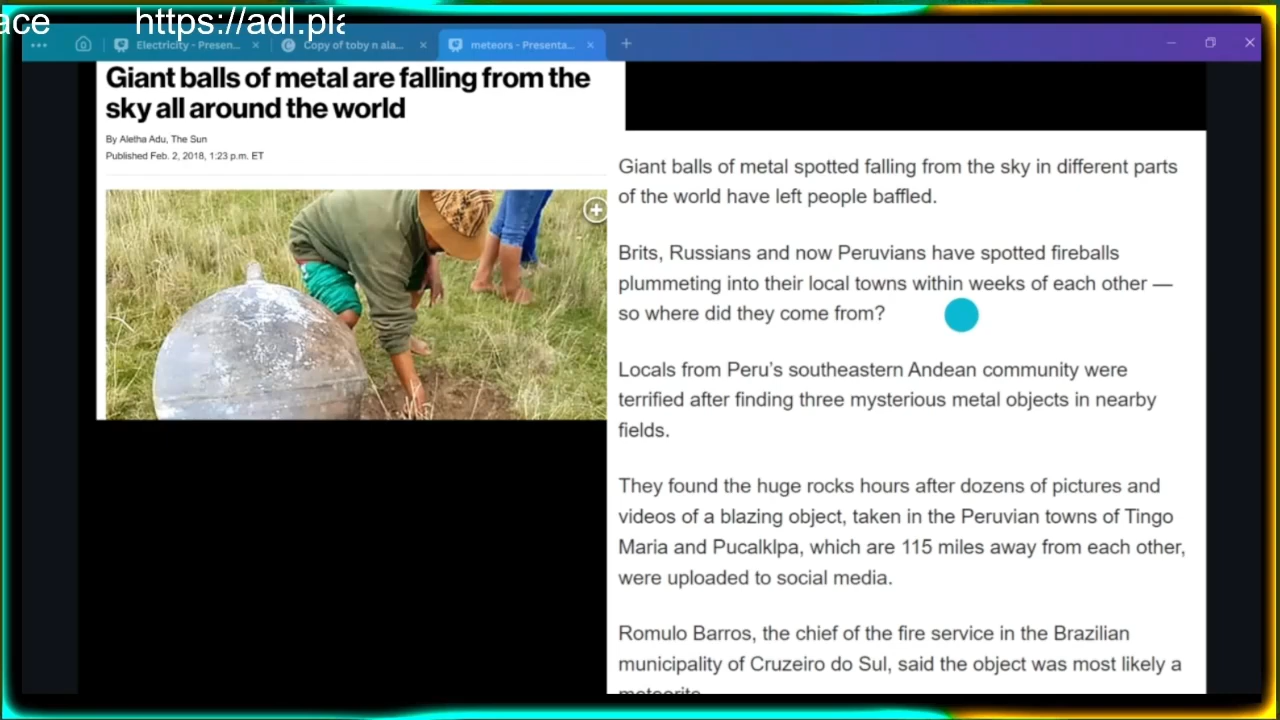 ace https://adl.pla
Electricity - Presen... Copy of toby n ala... meteors - Presenta...
Giant balls of metal are falling from the
sky all around the world
By Aletha Adu, The Sun
Published Feb. 2, 2018, 1:23 p.m. ET
Giant balls of metal spotted falling from the sky in different parts
of the world have left people baffled.
Brits, Russians and now Peruvians have spotted fireballs
plummeting into their local towns within weeks of each other —
so where did they come from?
Locals from Peru's southeastern Andean community were
terrified after finding three mysterious metal objects in nearby
fields.
They found the huge rocks hours after dozens of pictures and
videos of a blazing object, taken in the Peruvian towns of Tingo
Maria and Pucalklpa, which are 115 miles away from each other,
were uploaded to social media.
Romulo Barros, the chief of the fire service in the Brazilian
municipality of Cruzeiro do Sul, said the object was most likely a
meteorite.